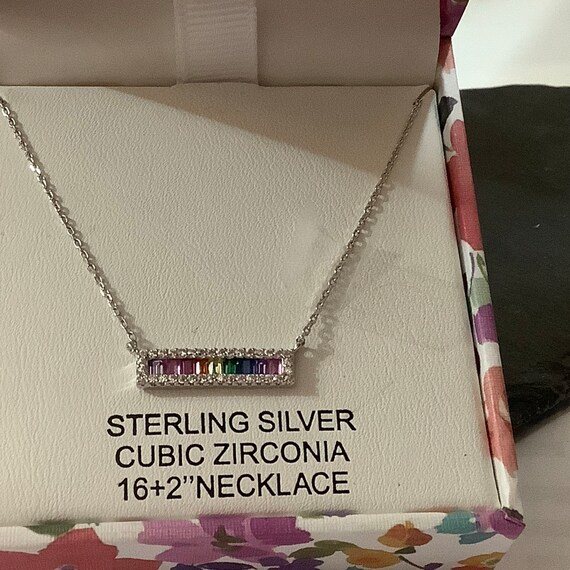 STERLING SILVER
CUBIC ZIRCONIA
16+2’’NECKLACE